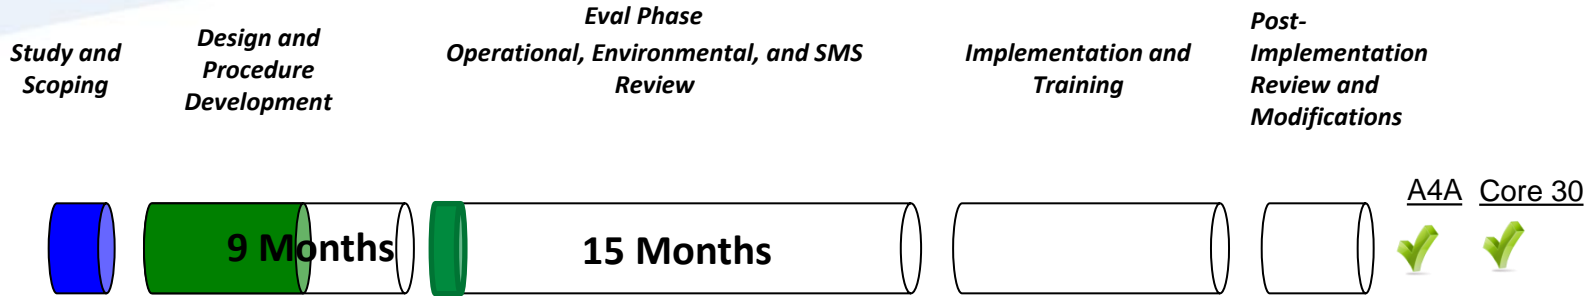 Study and
Scoping
Design and
Procedure
Development
Eval Phase
Operational, Environmental, and SMS
Review
Implementation and
Training
Post-
Implementation
Review and
Modifications
A4A
Core 30
9 Months
15 Months